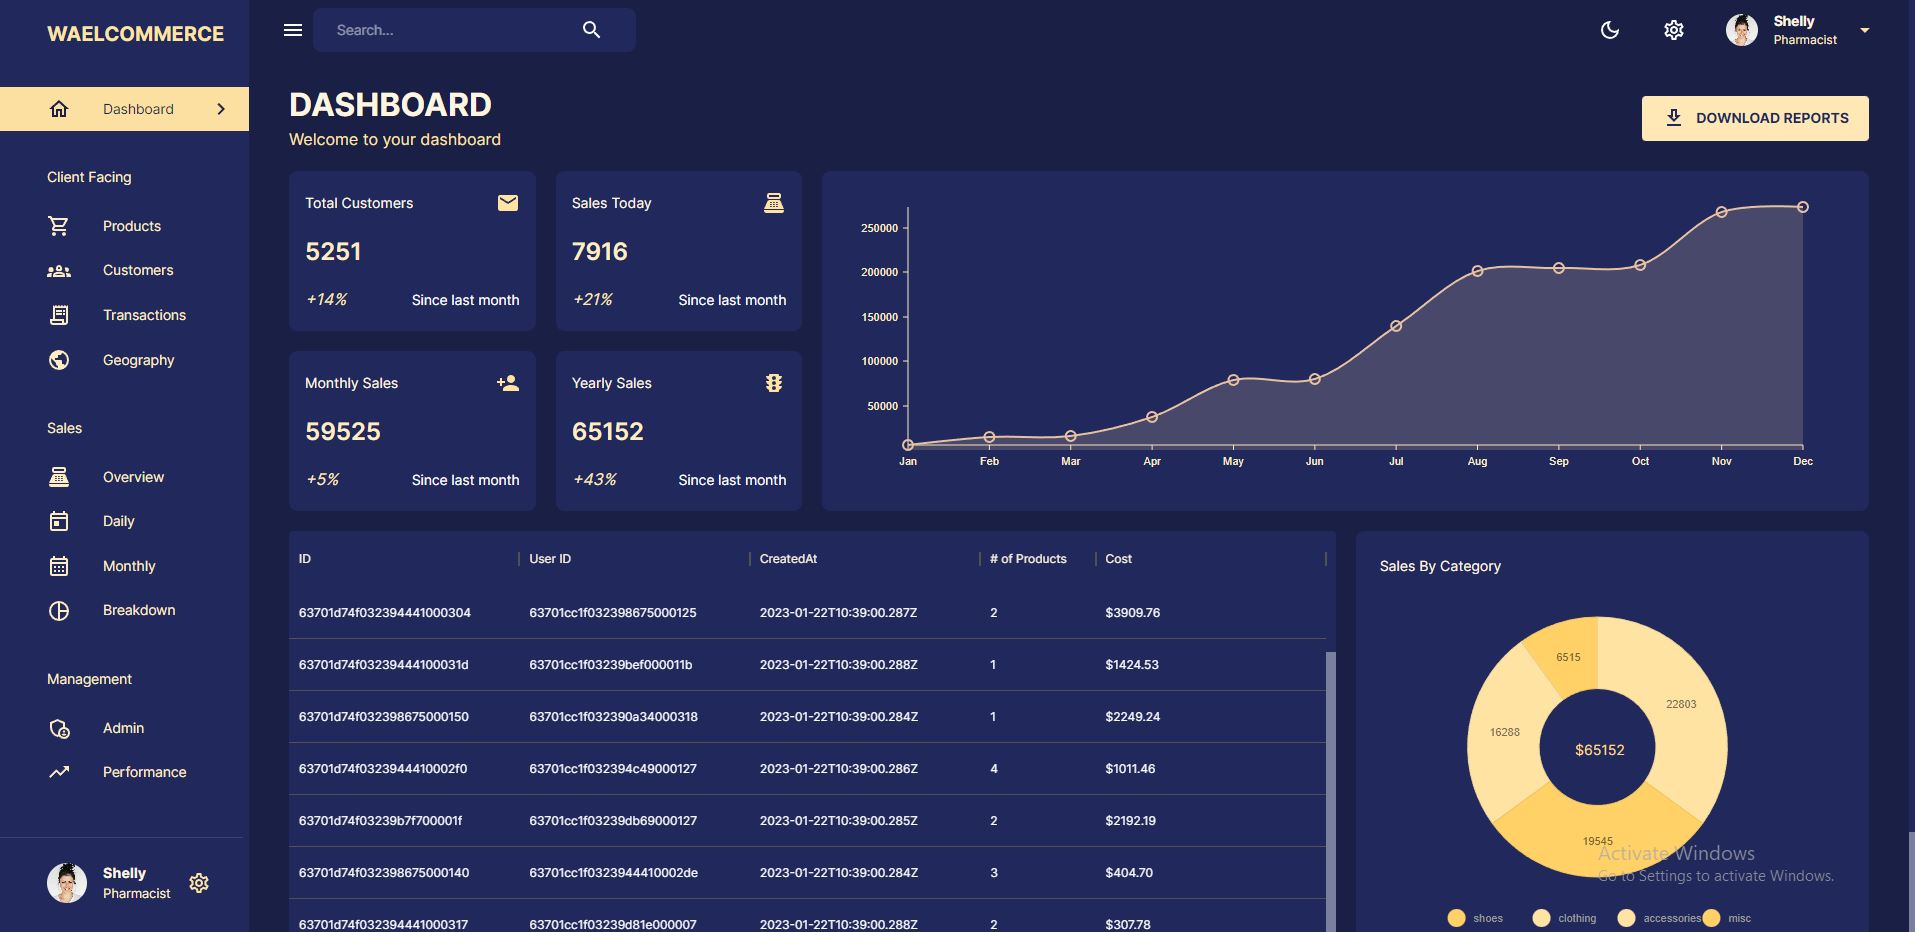 WAELCOMMERCE
Search...
Shelly
Pharmacist
Dashboard
Client Facing
Products
Customers
Transactions
Geography
Sales
Overview
Daily
Monthly
Breakdown
Management
Admin
Performance
Shelly
Pharmacist
DASHBOARD
Welcome to your dashboard
DOWNLOAD REPORTS
Total Customers
5251
+14% Since last month
Sales Today
7916
+21% Since last month
Monthly Sales
59525
+5% Since last month
Yearly Sales
65152
+43% Since last month
250000
200000
150000
100000
50000
Jan Feb Mar Apr May Jun Jul Aug Sep Oct Nov Dec
ID User ID CreatedAt # of Products Cost
63701d74f032394441000304 63701cc1f032398675000125 2023-01-22T10:39:00.287Z 2 $3909.76
63701d74f03239444100031d 63701cc1f03239bef000011b 2023-01-22T10:39:00.288Z 1 $1424.53
63701d74f032398675000150 63701cc1f032390a34000318 2023-01-22T10:39:00.284Z 1 $2249.24
63701d74f0323944410002f0 63701cc1f032394c49000127 2023-01-22T10:39:00.286Z 4 $1011.46
63701d74f03239b7f700001f 63701cc1f03239db69000127 2023-01-22T10:39:00.285Z 2 $2192.19
63701d74f032398675000140 63701cc1f0323944410002de 2023-01-22T10:39:00.284Z 3 $404.70
63701d74f032394441000317 63701cc1f03239d81e000007 2023-01-22T10:39:00.288Z 2 $307.78
Sales By Category
6515
22803
16288
$65152
19545
Activate Windows
Go to Settings to activate Windows.
shoes clothing accessories misc